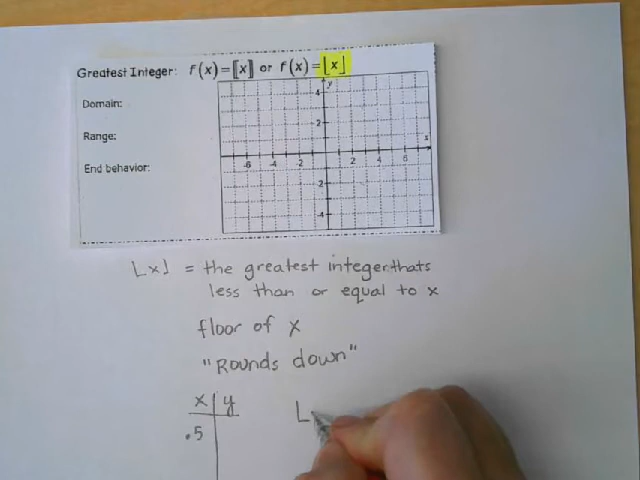 Greatest Integer: f(x)=⟦x⟧ or f(x)=⌊x⌋
Domain:
Range:
End behavior:
y
4
2
x
-6 -4 -2 2 4 6
-2
-4
⌊x⌋ = the greatest integer thats
less than or equal to x
floor of x
"Rounds down"
x y
.5